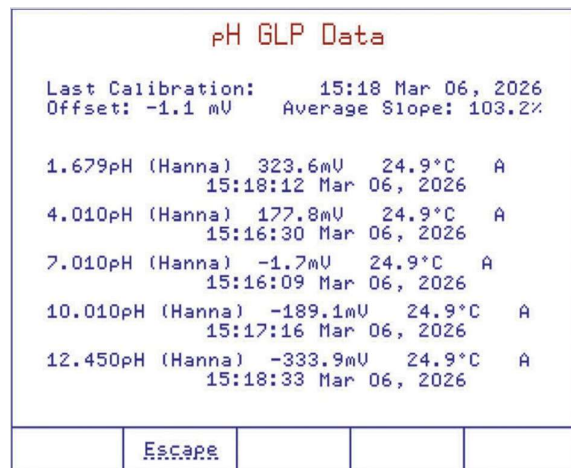 pH GLP Data
Last Calibration: 15:18 Mar 06, 2026
Offset: -1.1 mV Average Slope: 103.2%
1.679pH (Hanna) 323.6mV 24.9°C A
15:18:12 Mar 06, 2026
4.010pH (Hanna) 177.8mV 24.9°C A
15:16:30 Mar 06, 2026
7.010pH (Hanna) -1.7mV 24.9°C A
15:16:09 Mar 06, 2026
10.010pH (Hanna) -189.1mV 24.9°C A
15:17:16 Mar 06, 2026
12.450pH (Hanna) -333.9mV 24.9°C A
15:18:33 Mar 06, 2026
Escape